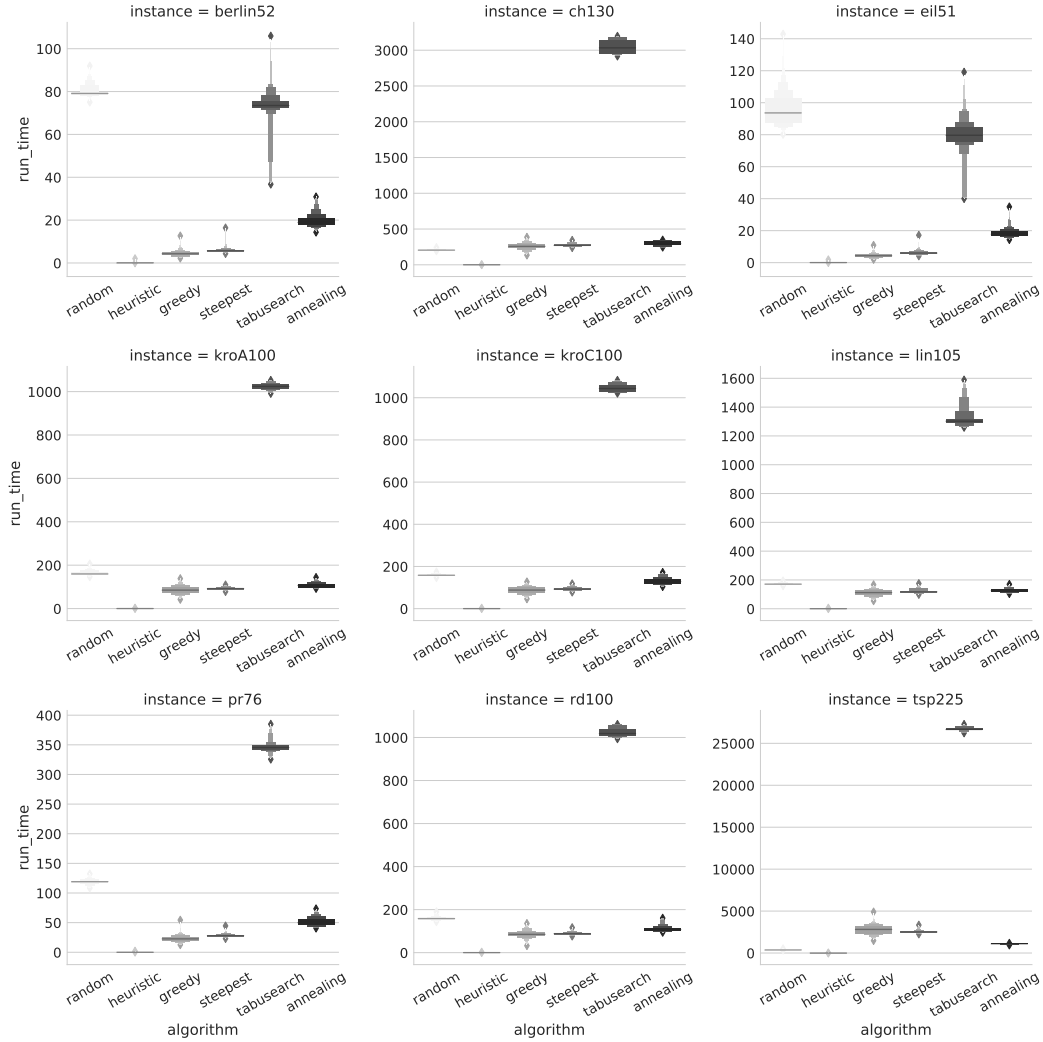 instance = berlin52
run_time
100
80
60
40
20
0
random heuristic greedy steepest tabusearch annealing
instance = ch130
3000
2500
2000
1500
1000
500
0
random heuristic greedy steepest tabusearch annealing
instance = eil51
140
120
100
80
60
40
20
0
random heuristic greedy steepest tabusearch annealing
instance = kroA100
run_time
1000
800
600
400
200
0
random heuristic greedy steepest tabusearch annealing
instance = kroC100
1000
800
600
400
200
0
random heuristic greedy steepest tabusearch annealing
instance = lin105
1600
1400
1200
1000
800
600
400
200
0
random heuristic greedy steepest tabusearch annealing
instance = pr76
run_time
400
350
300
250
200
150
100
50
0
random heuristic greedy steepest tabusearch annealing
algorithm
instance = rd100
1000
800
600
400
200
0
random heuristic greedy steepest tabusearch annealing
algorithm
instance = tsp225
25000
20000
15000
10000
5000
0
random heuristic greedy steepest tabusearch annealing
algorithm